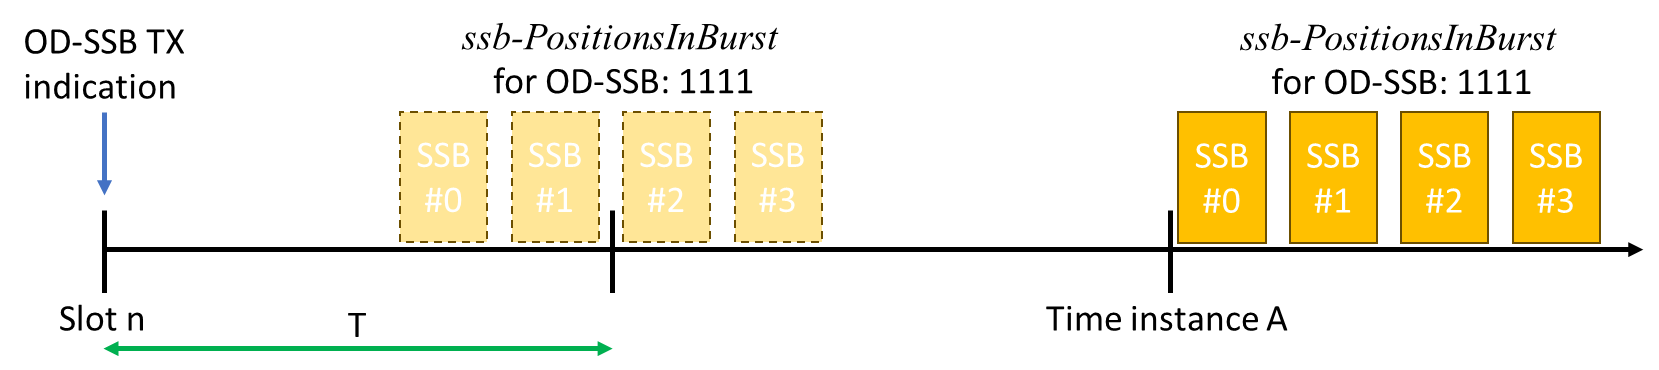 OD-SSB TX
indication
ssb-PositionsInBurst
for OD-SSB: 1111
ssb-PositionsInBurst
for OD-SSB: 1111
SSB
#0
SSB
#1
SSB
#2
SSB
#3
SSB
#0
SSB
#1
SSB
#2
SSB
#3
Slot n
T
Time instance A